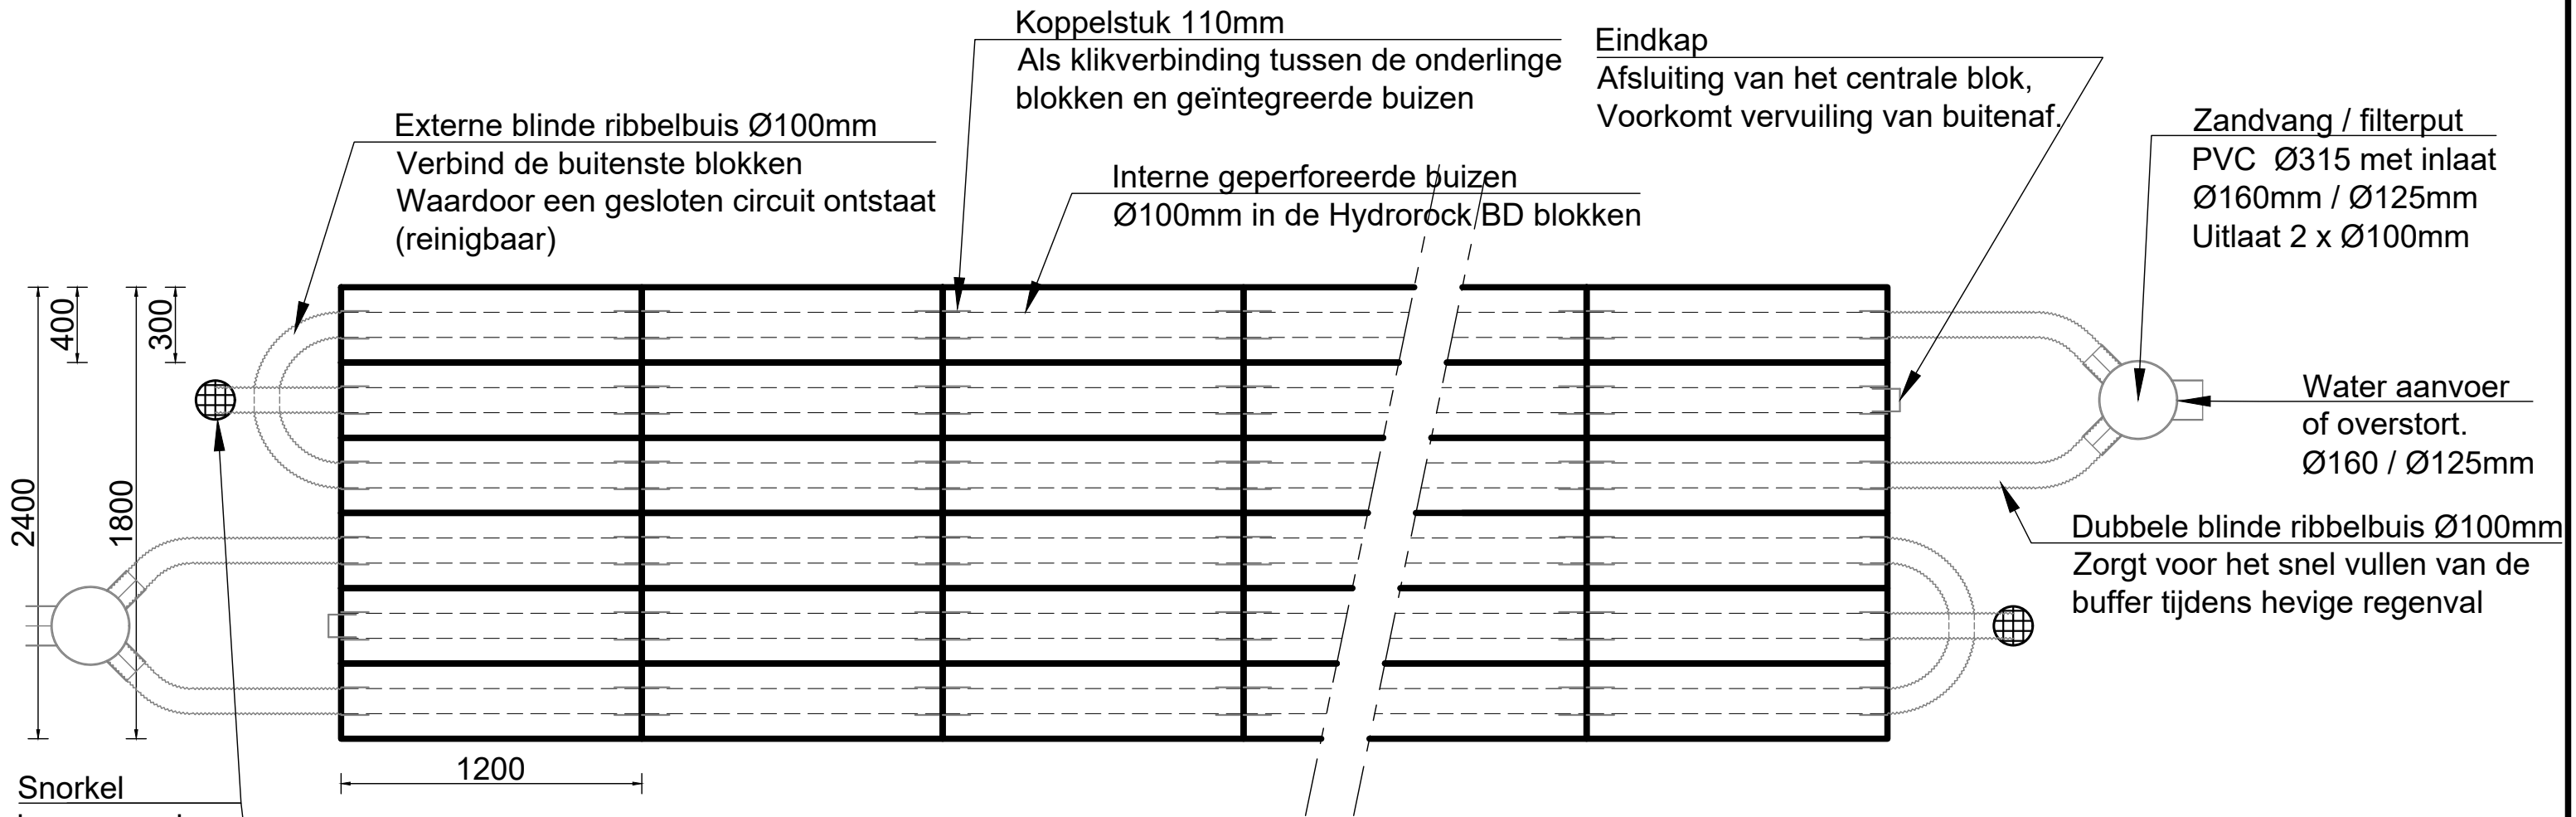 Koppelstuk 110mm
Als klikverbinding tussen de onderlinge
blokken en geïntegreerde buizen
Eindkap
Afsluiting van het centrale blok,
Voorkomt vervuiling van buitenaf.
Externe blinde ribbelbuis Ø100mm
Verbind de buitenste blokken
Waardoor een gesloten circuit ontstaat
(reinigbaar)
Interne geperforeerde buizen
Ø100mm in de Hydrorock BD blokken
Zandvang / filterput
PVC Ø315 met inlaat
Ø160mm / Ø125mm
Uitlaat 2 x Ø100mm
400
300
2400
1800
Water aanvoer
of overstort.
Ø160 / Ø125mm
Dubbele blinde ribbelbuis Ø100mm
Zorgt voor het snel vullen van de
buffer tijdens hevige regenval
1200
Snorkel